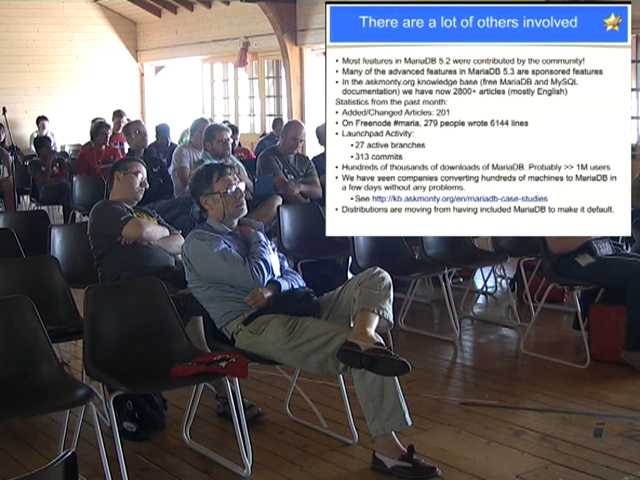 There are a lot of others involved
• Most features in MariaDB 5.2 were contributed by the community!
• Many of the advanced features in MariaDB 5.3 are sponsored features
• In the askmonty.org knowledge base (free MariaDB and MySQL
documentation) we have now 2800+ articles (mostly English)
Statistics from the past month:
• Added/Changed Articles: 201
• On Freenode #maria, 279 people wrote 6144 lines
• Launchpad Activity:
• 27 active branches
• 313 commits
• Hundreds of thousands of downloads of MariaDB. Probably >> 1M users
• We have seen companies converting hundreds of machines to MariaDB in
a few days without any problems.
• See http://kb.askmonty.org/en/mariadb-case-studies
• Distributions are moving from having included MariaDB to make it default.